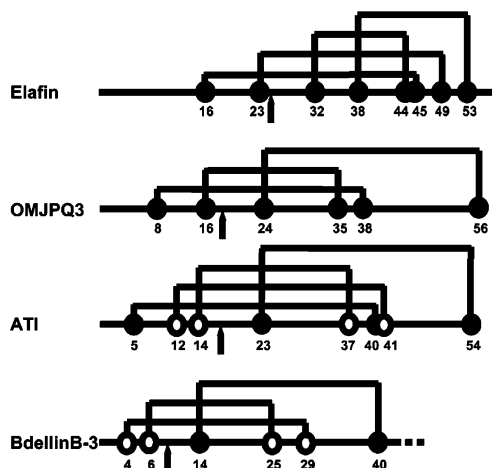 Elafin
16 23 32 38 44 45 49 53
OMJPQ3
8 16 24 35 38 56
ATI
5 12 14 23 37 40 41 54
BdellinB-3
4 6 14 25 29 40